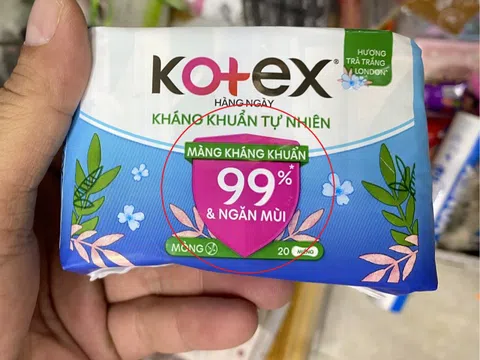 HƯƠNG
TRÀ TRẮNG
LONDON*
Kotex
HÀNG NGÀY
KHÁNG KHUẨN TỰ NHIÊN
MÀNG KHÁNG KHUẨN
99%*
& NGĂN MÙI
MỎNG
20 MIẾNG